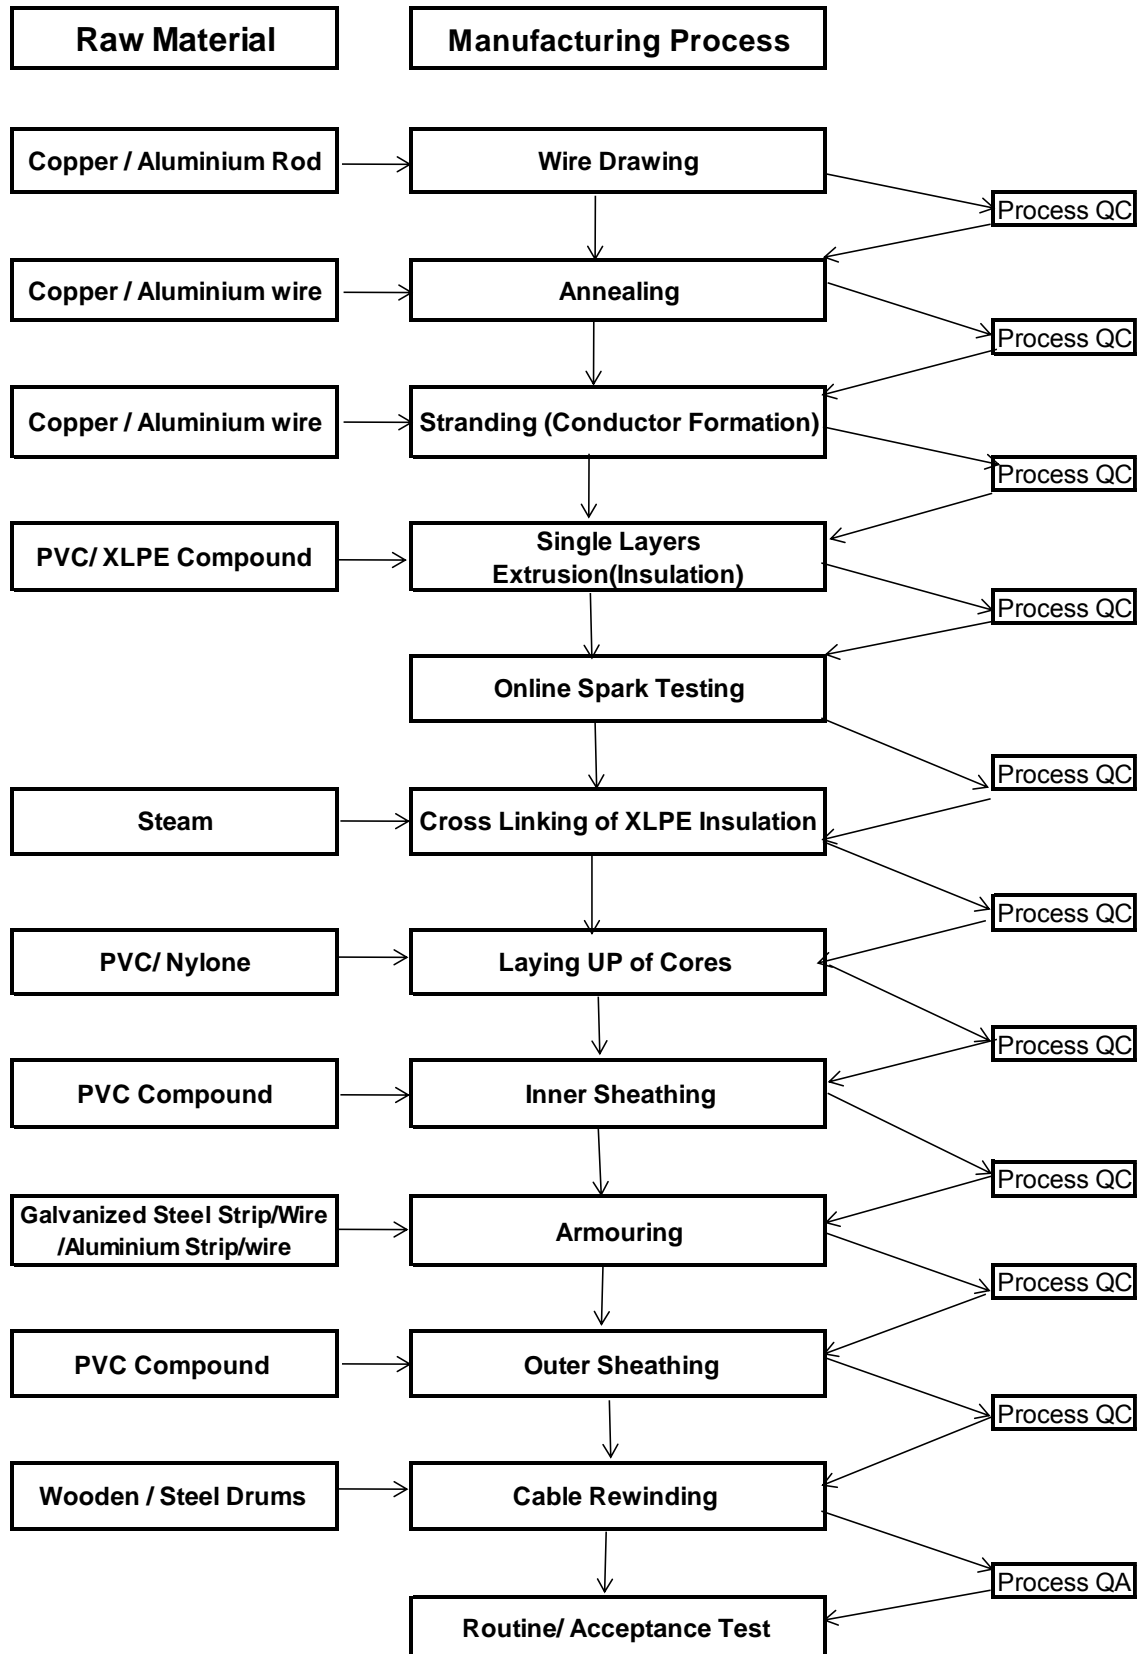 Raw Material
Manufacturing Process
Copper / Aluminium Rod
Wire Drawing
Process QC
Copper / Aluminium wire
Annealing
Process QC
Copper / Aluminium wire
Stranding (Conductor Formation)
Process QC
PVC/ XLPE Compound
Single Layers
Extrusion(Insulation)
Process QC
Online Spark Testing
Process QC
Steam
Cross Linking of XLPE Insulation
Process QC
PVC/ Nylone
Laying UP of Cores
Process QC
PVC Compound
Inner Sheathing
Process QC
Galvanized Steel Strip/Wire
/Aluminium Strip/wire
Armouring
Process QC
PVC Compound
Outer Sheathing
Process QC
Wooden / Steel Drums
Cable Rewinding
Process QA
Routine/ Acceptance Test